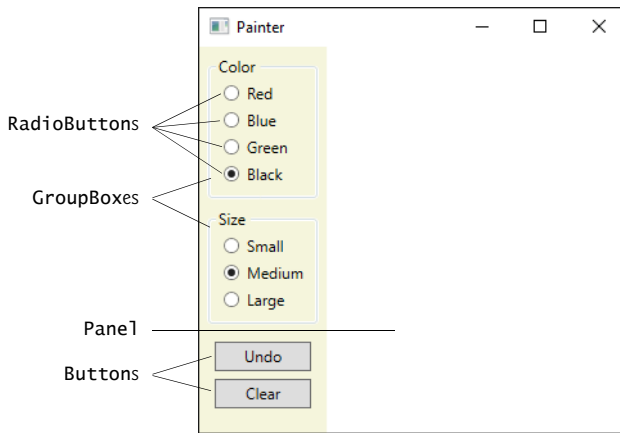 Painter
Color
Red
RadioButtons
Blue
Green
Black
GroupBoxes
Size
Small
Medium
Large
Panel
Undo
Buttons
Clear